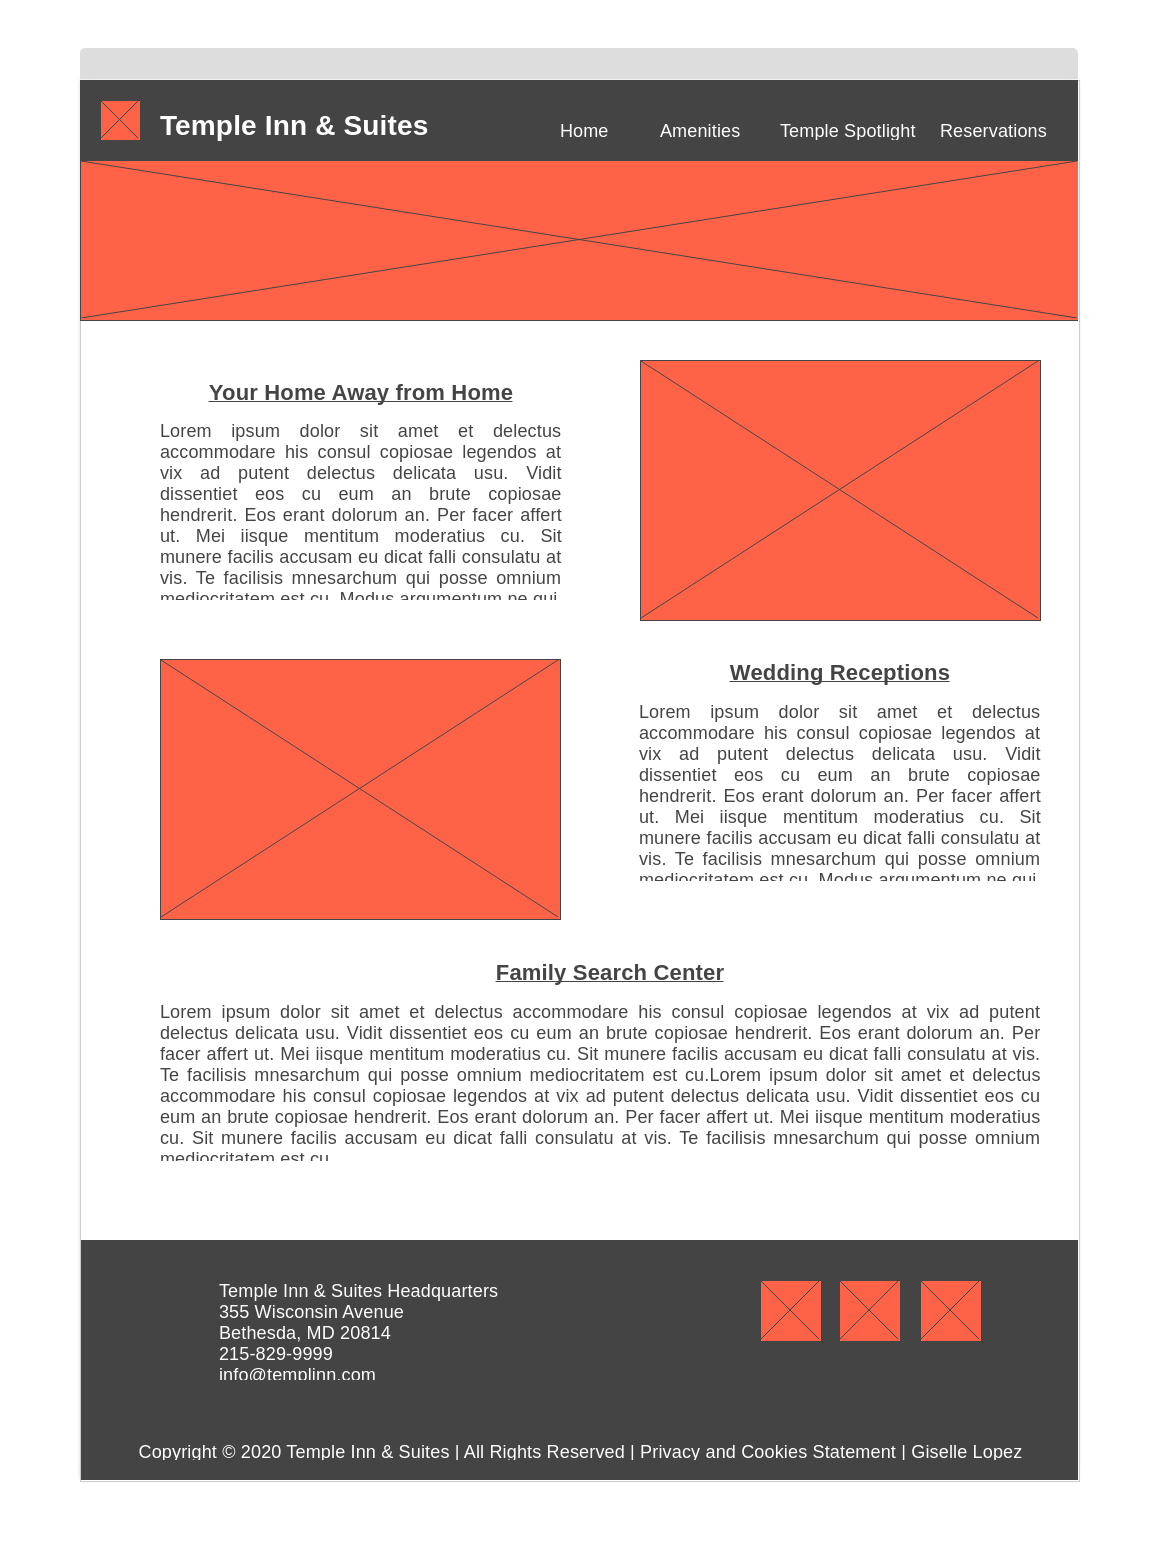 Temple Inn & Suites
Home Amenities Temple Spotlight Reservations
Your Home Away from Home
Lorem ipsum dolor sit amet et delectus
accommodare his consul copiosae legendos at
vix ad putent delectus delicata usu. Vidit
dissentiet eos cu eum an brute copiosae
hendrerit. Eos erant dolorum an. Per facer affert
ut. Mei iisque mentitum moderatius cu. Sit
munere facilis accusam eu dicat falli consulatu at
vis. Te facilisis mnesarchum qui posse omnium
mediocritatem est cu. Modus argumentum ne qui.
Wedding Receptions
Lorem ipsum dolor sit amet et delectus
accommodare his consul copiosae legendos at
vix ad putent delectus delicata usu. Vidit
dissentiet eos cu eum an brute copiosae
hendrerit. Eos erant dolorum an. Per facer affert
ut. Mei iisque mentitum moderatius cu. Sit
munere facilis accusam eu dicat falli consulatu at
vis. Te facilisis mnesarchum qui posse omnium
mediocritatem est cu. Modus argumentum ne qui.
Family Search Center
Lorem ipsum dolor sit amet et delectus accommodare his consul copiosae legendos at vix ad putent
delectus delicata usu. Vidit dissentiet eos cu eum an brute copiosae hendrerit. Eos erant dolorum an. Per
facer affert ut. Mei iisque mentitum moderatius cu. Sit munere facilis accusam eu dicat falli consulatu at vis.
Te facilisis mnesarchum qui posse omnium mediocritatem est cu.Lorem ipsum dolor sit amet et delectus
accommodare his consul copiosae legendos at vix ad putent delectus delicata usu. Vidit dissentiet eos cu
eum an brute copiosae hendrerit. Eos erant dolorum an. Per facer affert ut. Mei iisque mentitum moderatius
cu. Sit munere facilis accusam eu dicat falli consulatu at vis. Te facilisis mnesarchum qui posse omnium
mediocritatem est cu.
Temple Inn & Suites Headquarters
355 Wisconsin Avenue
Bethesda, MD 20814
215-829-9999
info@templinn.com
Copyright © 2020 Temple Inn & Suites | All Rights Reserved | Privacy and Cookies Statement | Giselle Lopez